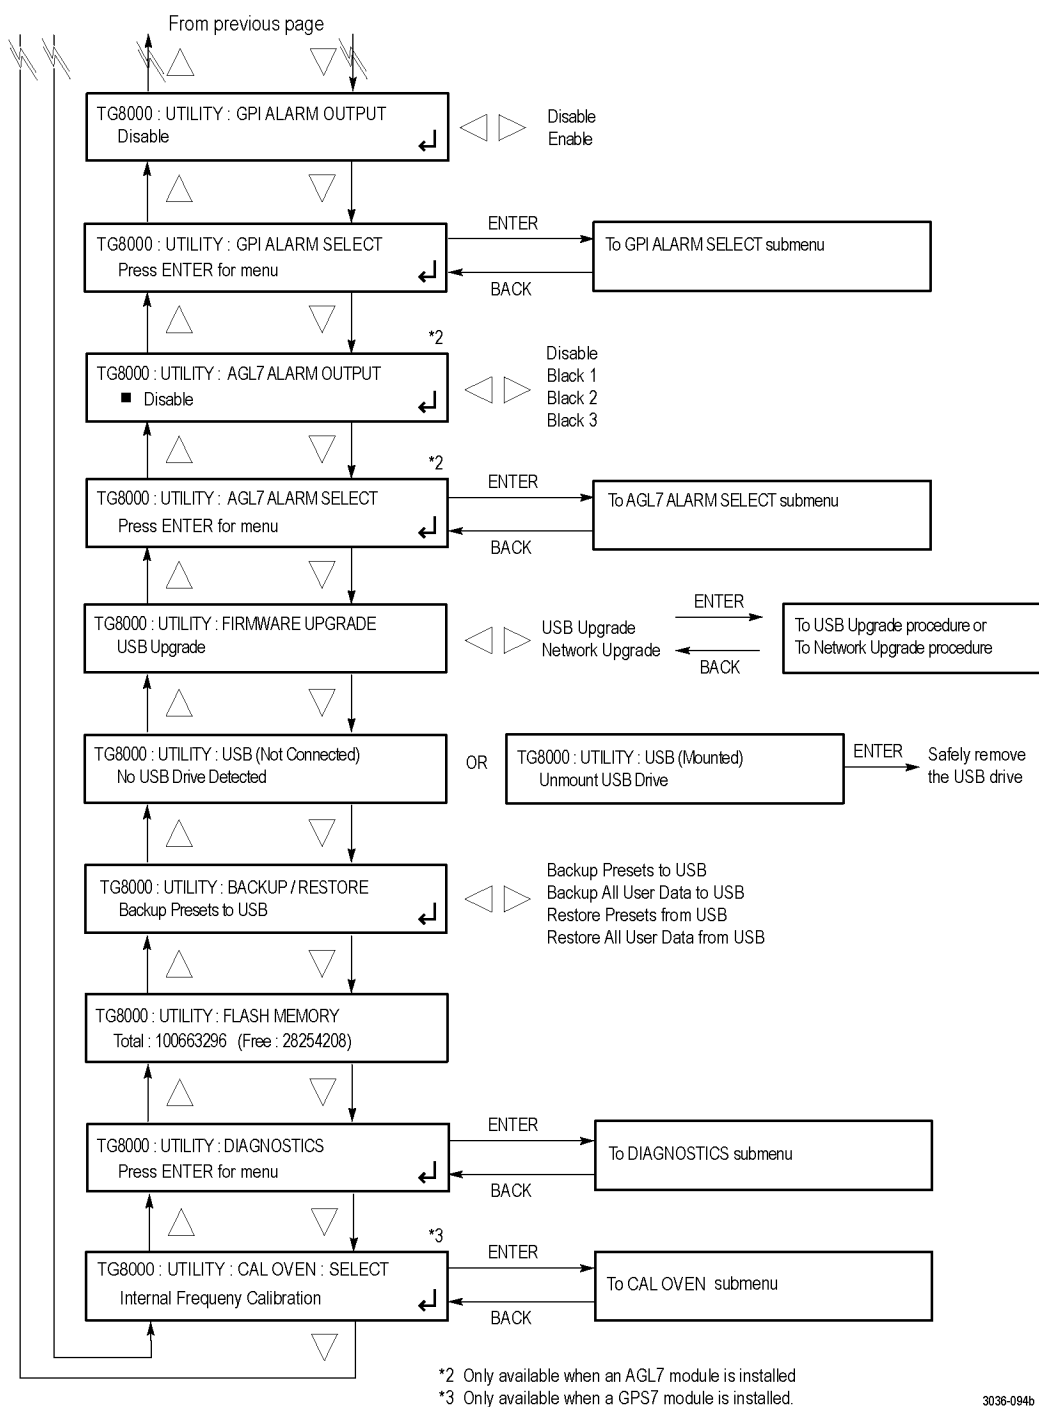 From previous page
TG8000 : UTILITY : GPI ALARM OUTPUT
Disable
Disable
Enable
TG8000 : UTILITY : GPI ALARM SELECT
Press ENTER for menu
ENTER
BACK
To GPI ALARM SELECT submenu
*2
TG8000 : UTILITY : AGL7 ALARM OUTPUT
■ Disable
Disable
Black 1
Black 2
Black 3
*2
TG8000 : UTILITY : AGL7 ALARM SELECT
Press ENTER for menu
ENTER
BACK
To AGL7 ALARM SELECT submenu
TG8000 : UTILITY : FIRMWARE UPGRADE
USB Upgrade
USB Upgrade
Network Upgrade
ENTER
BACK
To USB Upgrade procedure or
To Network Upgrade procedure
TG8000 : UTILITY : USB (Not Connected)
No USB Drive Detected
OR
TG8000 : UTILITY : USB (Mounted)
Unmount USB Drive
ENTER
Safely remove
the USB drive
TG8000 : UTILITY : BACKUP / RESTORE
Backup Presets to USB
Backup Presets to USB
Backup All User Data to USB
Restore Presets from USB
Restore All User Data from USB
TG8000 : UTILITY : FLASH MEMORY
Total : 100663296 (Free : 28254208)
TG8000 : UTILITY : DIAGNOSTICS
Press ENTER for menu
ENTER
BACK
To DIAGNOSTICS submenu
*3
TG8000 : UTILITY : CAL OVEN : SELECT
Internal Frequeny Calibration
ENTER
BACK
To CAL OVEN submenu
*2 Only available when an AGL7 module is installed
*3 Only available when a GPS7 module is installed.
3036-094b